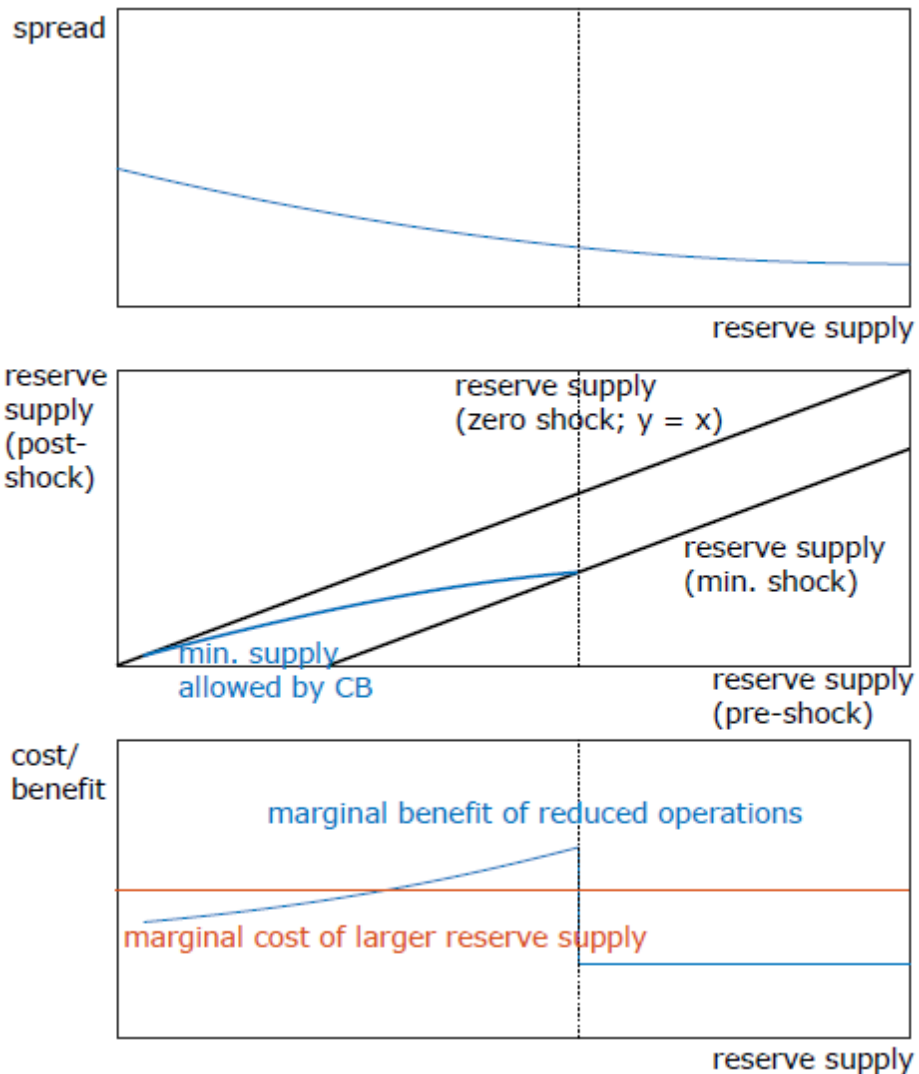 spread
reserve supply
reserve
supply
(post-
shock)
reserve supply
(zero shock; y = x)
reserve supply
(min. shock)
min. supply
allowed by CB
reserve supply
(pre-shock)
cost/
benefit
marginal benefit of reduced operations
marginal cost of larger reserve supply
reserve supply